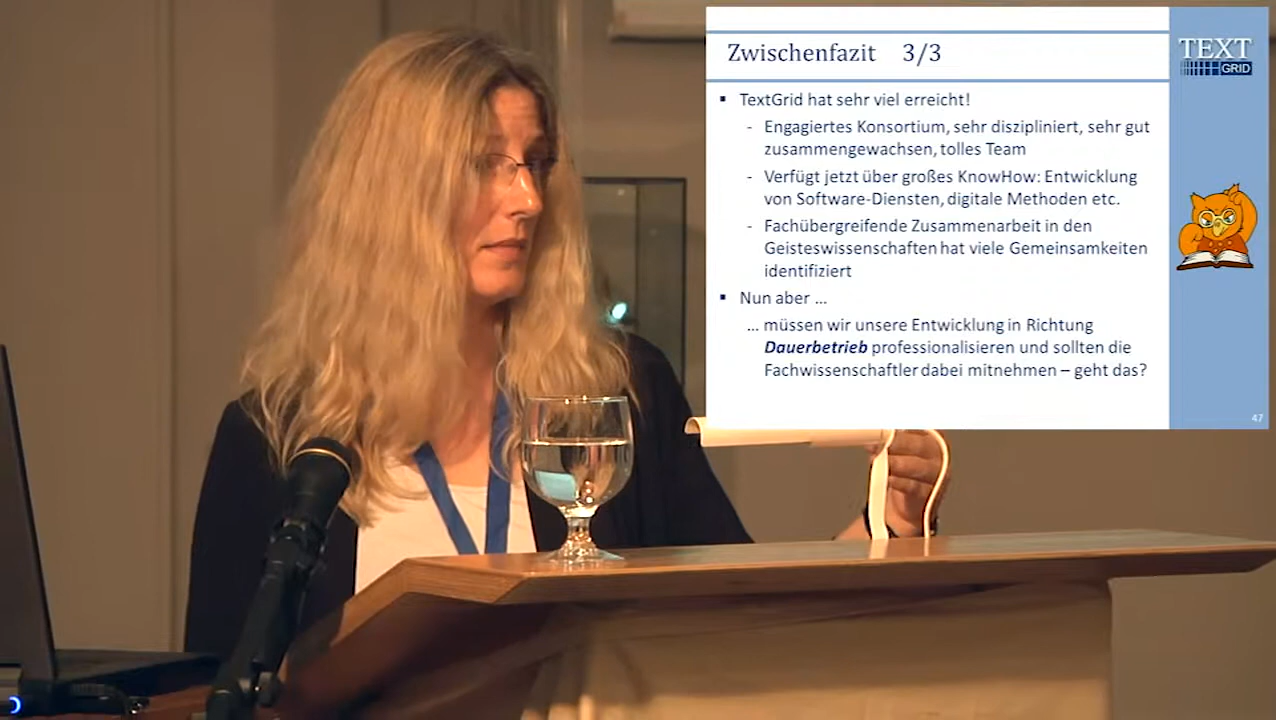 Zwischenfazit 3/3
TEXT
GRID
▪ TextGrid hat sehr viel erreicht!
- Engagiertes Konsortium, sehr diszipliniert, sehr gut
zusammengewachsen, tolles Team
- Verfügt jetzt über großes KnowHow: Entwicklung
von Software-Diensten, digitale Methoden etc.
- Fachübergreifende Zusammenarbeit in den
Geisteswissenschaften hat viele Gemeinsamkeiten
identifiziert
▪ Nun aber …
… müssen wir unsere Entwicklung in Richtung
Dauerbetrieb professionalisieren und sollten die
Fachwissenschaftler dabei mitnehmen – geht das?
47